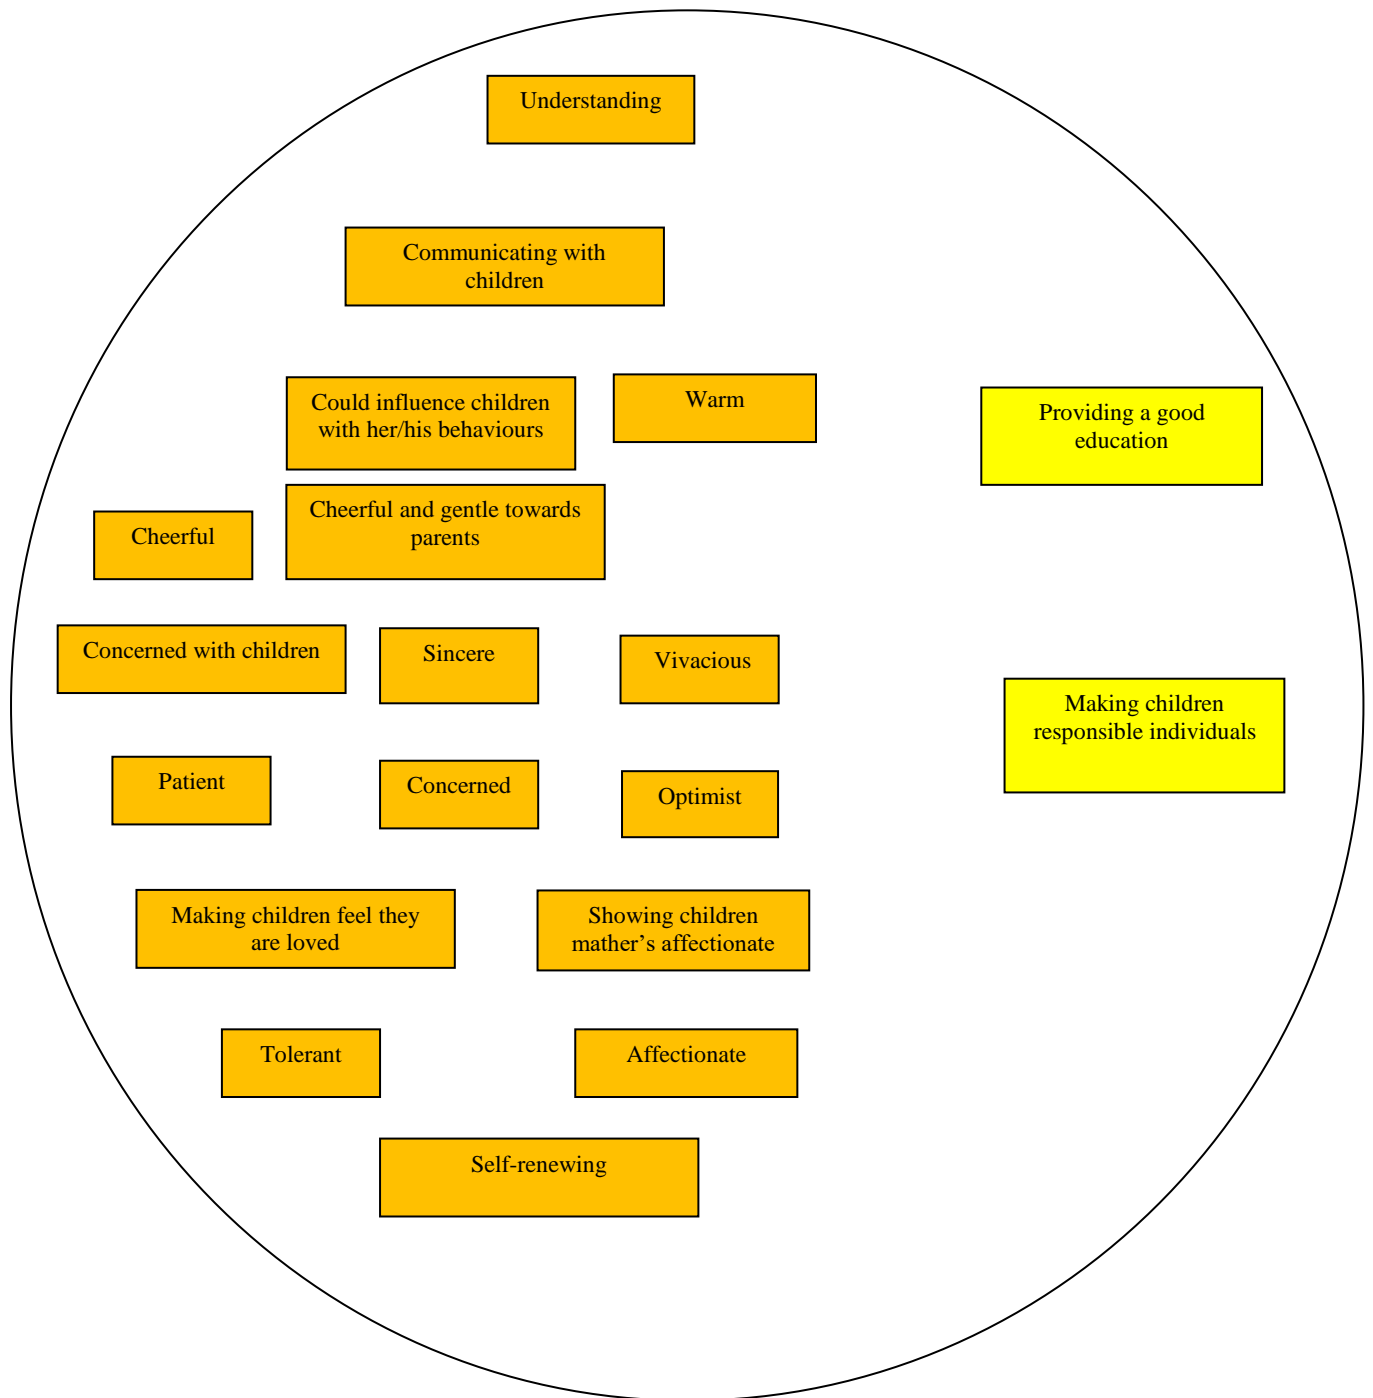 Understanding
Communicating with
children
Could influence children
with her/his behaviours
Warm
Providing a good
education
Cheerful
Cheerful and gentle towards
parents
Concerned with children
Sincere
Vivacious
Making children
responsible individuals
Patient
Concerned
Optimist
Making children feel they
are loved
Showing children
mather’s affectionate
Tolerant
Affectionate
Self-renewing